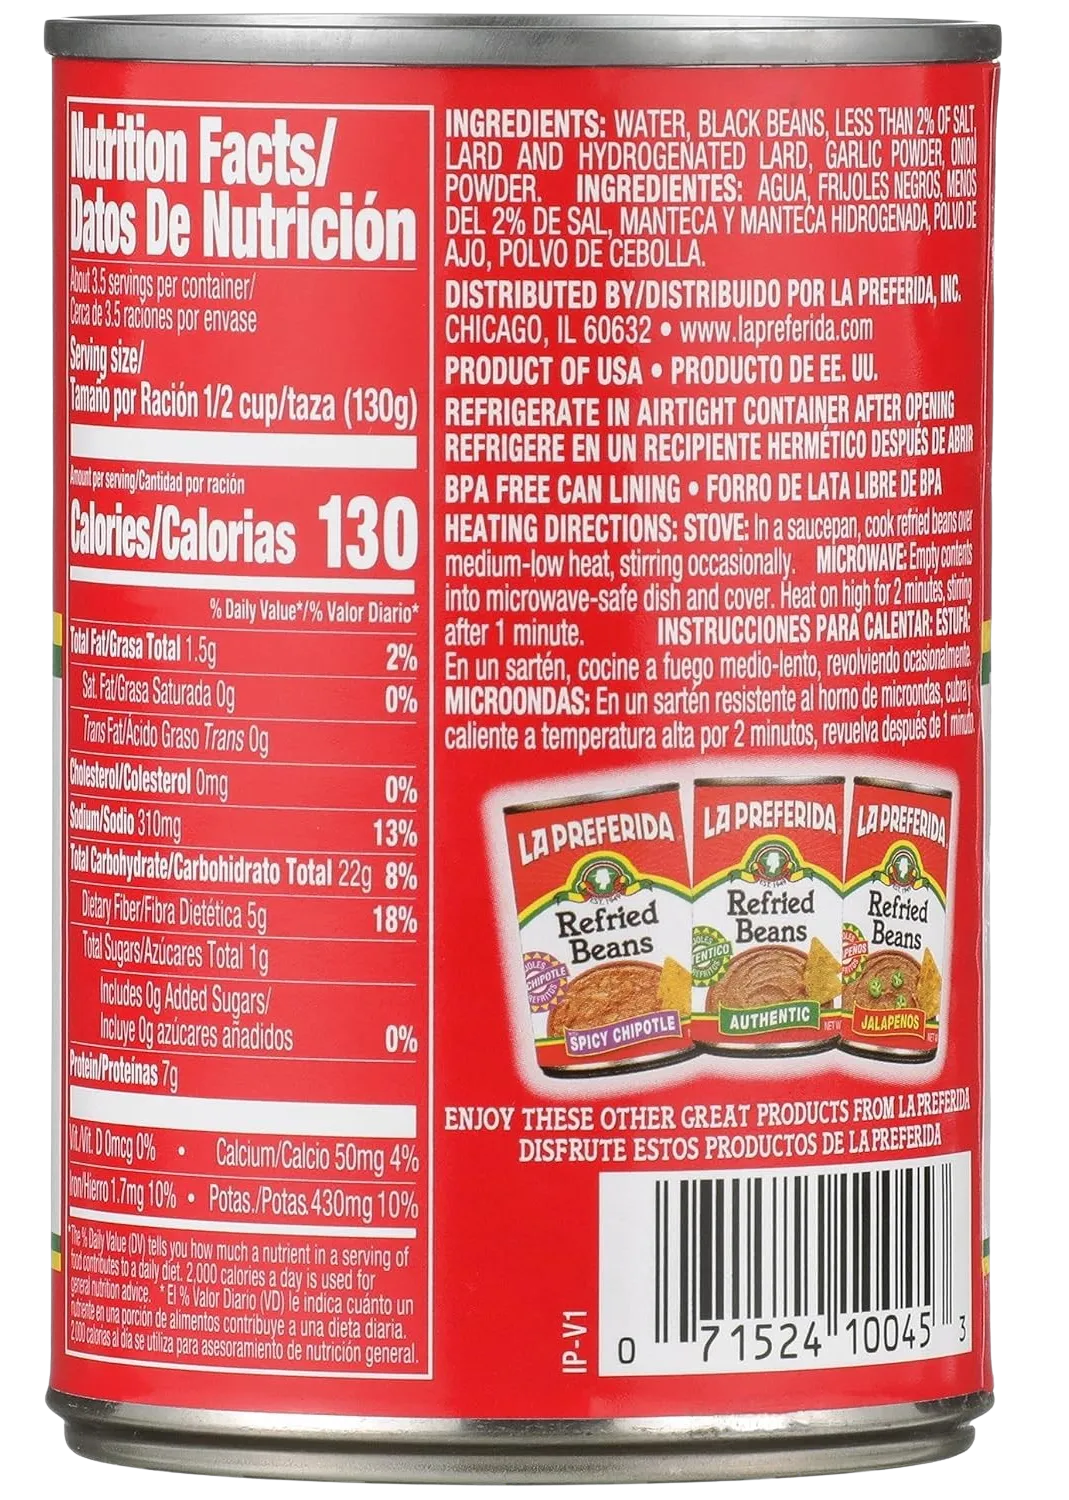 Nutrition Facts/
Datos De Nutrición
About 3.5 servings per container/
Cerca de 3.5 raciones por envase
Serving size/
Tamaño por Ración 1/2 cup/taza (130g)
Amount per serving/Cantidad por ración
Calories/Calorias 130
% Daily Value*/% Valor Diario*
Total Fat/Grasa Total 1.5g 2%
Sat. Fat/Grasa Saturada 0g 0%
Trans Fat/Ácido Graso Trans 0g
Cholesterol/Colesterol 0mg 0%
Sodium/Sodio 310mg 13%
Total Carbohydrate/Carbohidrato Total 22g 8%
Dietary Fiber/Fibra Dietética 5g 18%
Total Sugars/Azúcares Total 1g
Includes 0g Added Sugars/
Incluye 0g azúcares añadidos 0%
Protein/Proteínas 7g
Vit./Vit. D 0mcg 0% • Calcium/Calcio 50mg 4%
Iron/Hierro 1.7mg 10% • Potas./Potas. 430mg 10%
*The % Daily Value (DV) tells you how much a nutrient in a serving of
food contributes to a daily diet. 2,000 calories a day is used for
general nutrition advice. *El % Valor Diario (VD) le indica cuánto un
nutriente en una porción de alimentos contribuye a una dieta diaria.
2,000 calorias al día se utiliza para asesoramiento de nutrición general.
INGREDIENTS: WATER, BLACK BEANS, LESS THAN 2% OF SALT,
LARD AND HYDROGENATED LARD, GARLIC POWDER, ONION
POWDER. INGREDIENTES: AGUA, FRIJOLES NEGROS, MENOS
DEL 2% DE SAL, MANTECA Y MANTECA HIDROGENADA, POLVO DE
AJO, POLVO DE CEBOLLA.
DISTRIBUTED BY/DISTRIBUIDO POR LA PREFERIDA, INC.
CHICAGO, IL 60632 • www.lapreferida.com
PRODUCT OF USA • PRODUCTO DE EE. UU.
REFRIGERATE IN AIRTIGHT CONTAINER AFTER OPENING
REFRIGERE EN UN RECIPIENTE HERMÉTICO DESPUÉS DE ABRIR
BPA FREE CAN LINING • FORRO DE LATA LIBRE DE BPA
HEATING DIRECTIONS: STOVE: In a saucepan, cook refried beans over
medium-low heat, stirring occasionally. MICROWAVE: Empty contents
into microwave-safe dish and cover. Heat on high for 2 minutes, stirring
after 1 minute. INSTRUCCIONES PARA CALENTAR: ESTUFA:
En un sartén, cocine a fuego medio-lento, revolviendo ocasionalmente.
MICROONDAS: En un sartén resistente al horno de microondas, cubra y
caliente a temperatura alta por 2 minutos, revuelva después de 1 minuto.
LA PREFERIDA LA PREFERIDA LA PREFERIDA
Refried Beans Refried Beans Refried Beans
CHIPOTLE
SPICY CHIPOTLE AUTHENTIC JALAPEÑOS
ENJOY THESE OTHER GREAT PRODUCTS FROM LA PREFERIDA
DISFRUTE ESTOS PRODUCTOS DE LA PREFERIDA
IP-V1
0 71524 10045 3